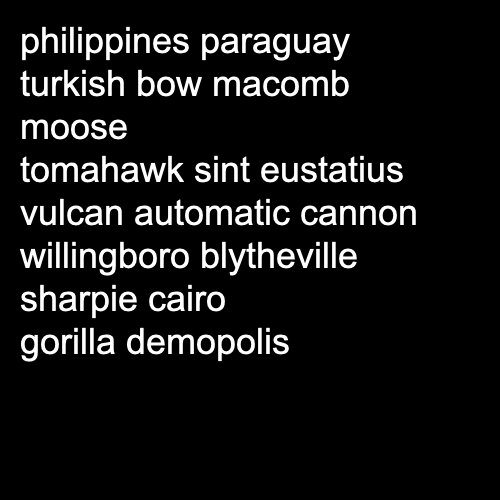 philippines paraguay
turkish bow macomb
moose
tomahawk sint eustatius
vulcan automatic cannon
willingboro blytheville
sharpie cairo
gorilla demopolis